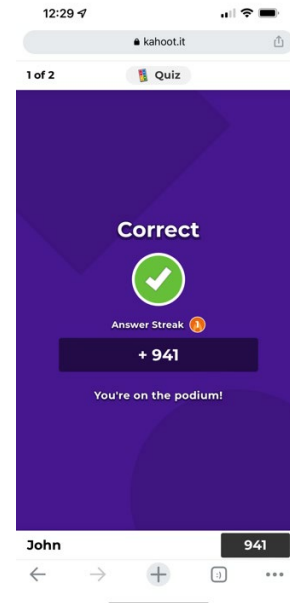 12:29
kahoot.it
1 of 2 Quiz
Correct
Answer Streak 1
+ 941
You're on the podium!
John 941
:)